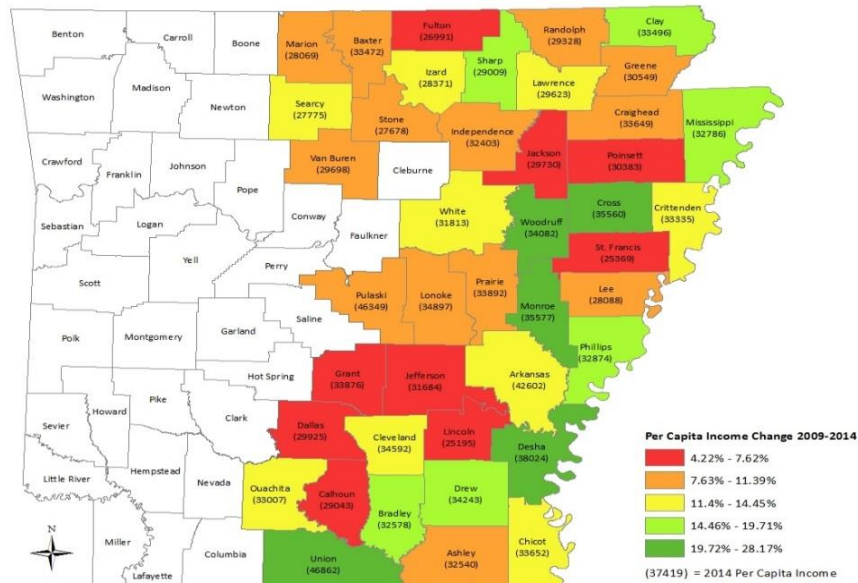 Benton
Carroll
Boone
Marion
(28069)
Baxter
(33472)
Fulton
(26991)
Sharp
(29009)
Randolph
(29328)
Clay
(33496)
Greene
(30549)
Izard
(28371)
Lawrence
(29623)
Washington
Madison
Newton
Searcy
(27775)
Stone
(27678)
Independence
(32403)
Craighead
(33649)
Mississippi
(32786)
Jackson
(29730)
Poinsett
(30383)
Crawford
Franklin
Johnson
Pope
Van Buren
(29698)
Cleburne
White
(31813)
Woodruff
(34082)
Cross
(35560)
Crittenden
(33335)
Sebastian
Logan
Conway
Faulkner
St. Francis
(25369)
Scott
Yell
Perry
Pulaski
(46349)
Lonoke
(34897)
Prairie
(33892)
Monroe
(35577)
Lee
(28088)
Saline
Polk
Montgomery
Garland
Phillips
(32874)
Hot Spring
Grant
(33876)
Jefferson
(31684)
Arkansas
(42602)
Sevier
Howard
Pike
Clark
Dallas
(29925)
Cleveland
(34592)
Lincoln
(25195)
Desha
(38024)
Little River
Hempstead
Nevada
Ouachita
(33007)
Calhoun
(29043)
Bradley
(32578)
Drew
(34243)
N
Miller
Lafayette
Columbia
Union
(46862)
Ashley
(32540)
Chicot
(33652)
Per Capita Income Change 2009-2014
4.22% - 7.62%
7.63% - 11.39%
11.4% - 14.45%
14.46% - 19.71%
19.72% - 28.17%
(37419) = 2014 Per Capita Income